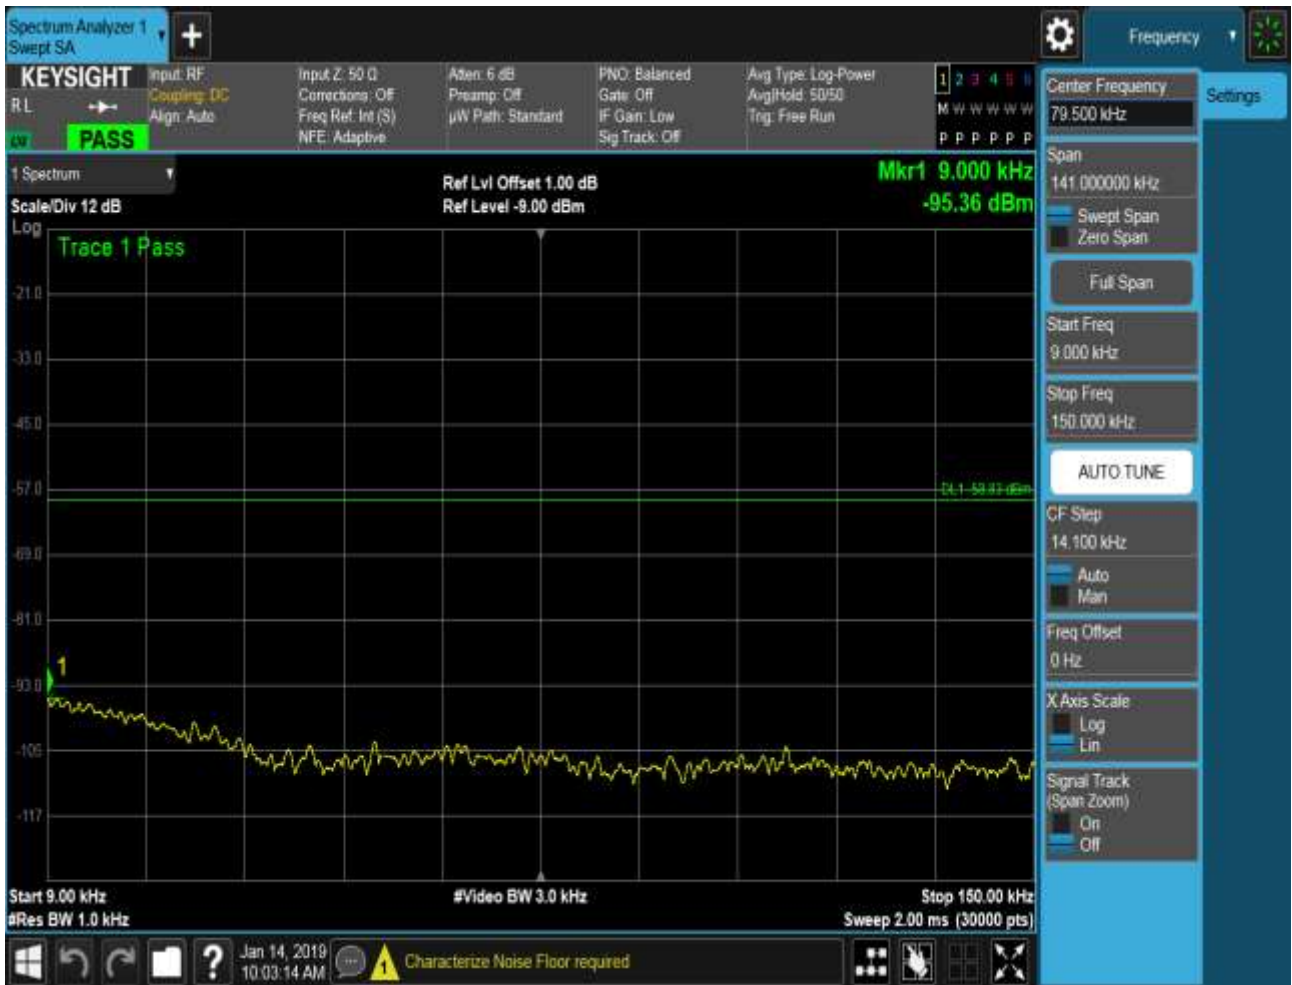 Spectrum Analyzer 1
Swept SA
+
Frequency
KEYSIGHT
RL
PASS
Input: RF
Coupling: DC
Align: Auto
Input Z: 50 Ω
Corrections: Off
Freq Ref: Int (S)
NFE: Adaptive
Atten: 6 dB
Preamp: Off
µW Path: Standard
PNO: Balanced
Gate: Off
IF Gain: Low
Sig Track: Off
Avg Type: Log-Power
Avg|Hold: 50/50
Trig: Free Run
1 2 3 4 5 6
M W W W W W
P P P P P P
1 Spectrum
Scale/Div 12 dB
Ref Lvl Offset 1.00 dB
Ref Level -9.00 dBm
Mkr1 9.000 kHz
-95.36 dBm
Log
Trace 1 Pass
-21.0
-33.0
-45.0
-57.0
DL1 -58.83 dBm
-69.0
-81.0
1
-93.0
-105
-117
Start 9.00 kHz
#Video BW 3.0 kHz
Stop 150.00 kHz
#Res BW 1.0 kHz
Sweep 2.00 ms (30000 pts)
?
Jan 14, 2019
10:03:14 AM
1
Characterize Noise Floor required
Center Frequency
79.500 kHz
Settings
Span
141.000000 kHz
Swept Span
Zero Span
Full Span
Start Freq
9.000 kHz
Stop Freq
150.000 kHz
AUTO TUNE
CF Step
14.100 kHz
Auto
Man
Freq Offset
0 Hz
X Axis Scale
Log
Lin
Signal Track
(Span Zoom)
On
Off